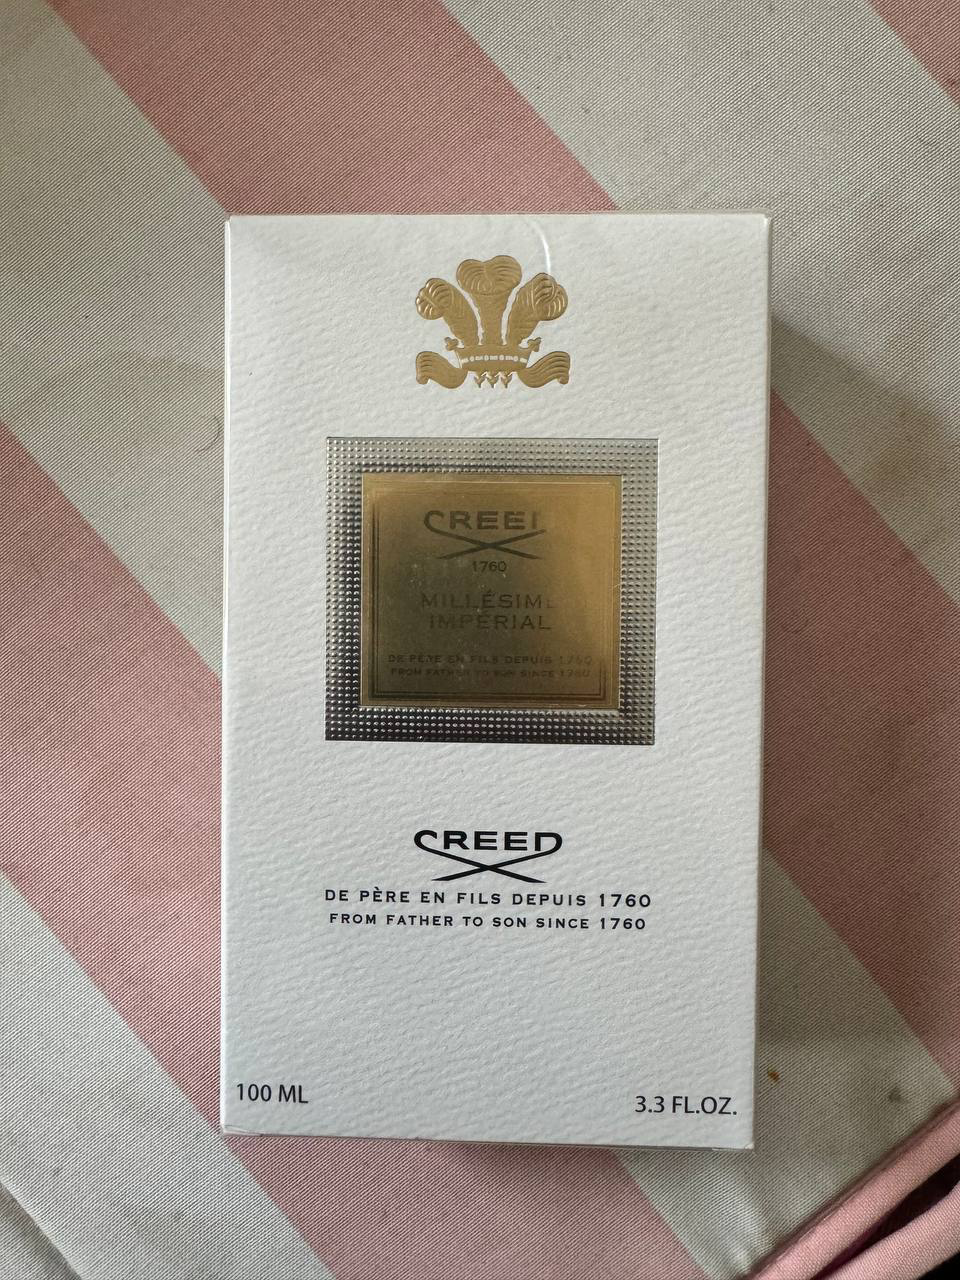 CREED
1760
MILLÉSIME
IMPÉRIAL
DE PÈRE EN FILS DEPUIS 1760
FROM FATHER TO SON SINCE 1760
CREED
DE PÈRE EN FILS DEPUIS 1760
FROM FATHER TO SON SINCE 1760
100 ML
3.3 FL.OZ.